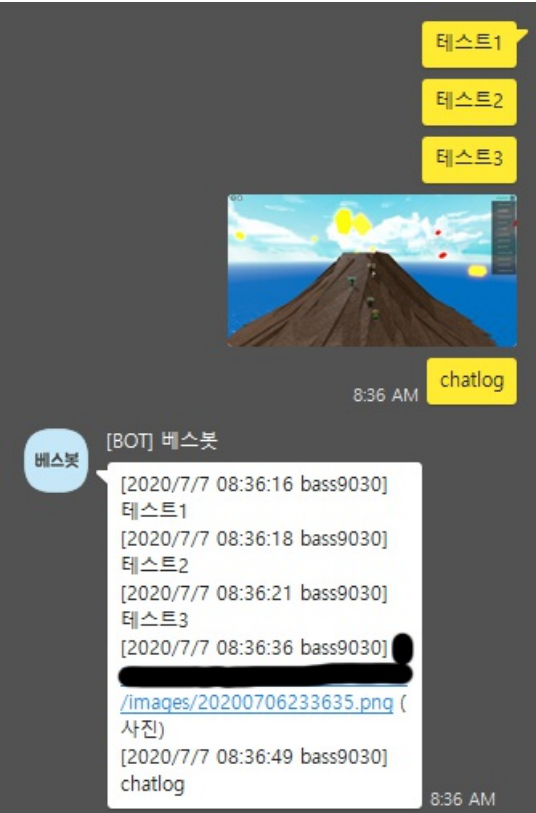 테스트1
테스트2
테스트3
chatlog
8:36 AM
베스봇
[BOT] 베스봇
[2020/7/7 08:36:16 bass9030]
테스트1
[2020/7/7 08:36:18 bass9030]
테스트2
[2020/7/7 08:36:21 bass9030]
테스트3
[2020/7/7 08:36:36 bass9030]
/images/20200706233635.png (
사진)
[2020/7/7 08:36:49 bass9030]
chatlog
8:36 AM